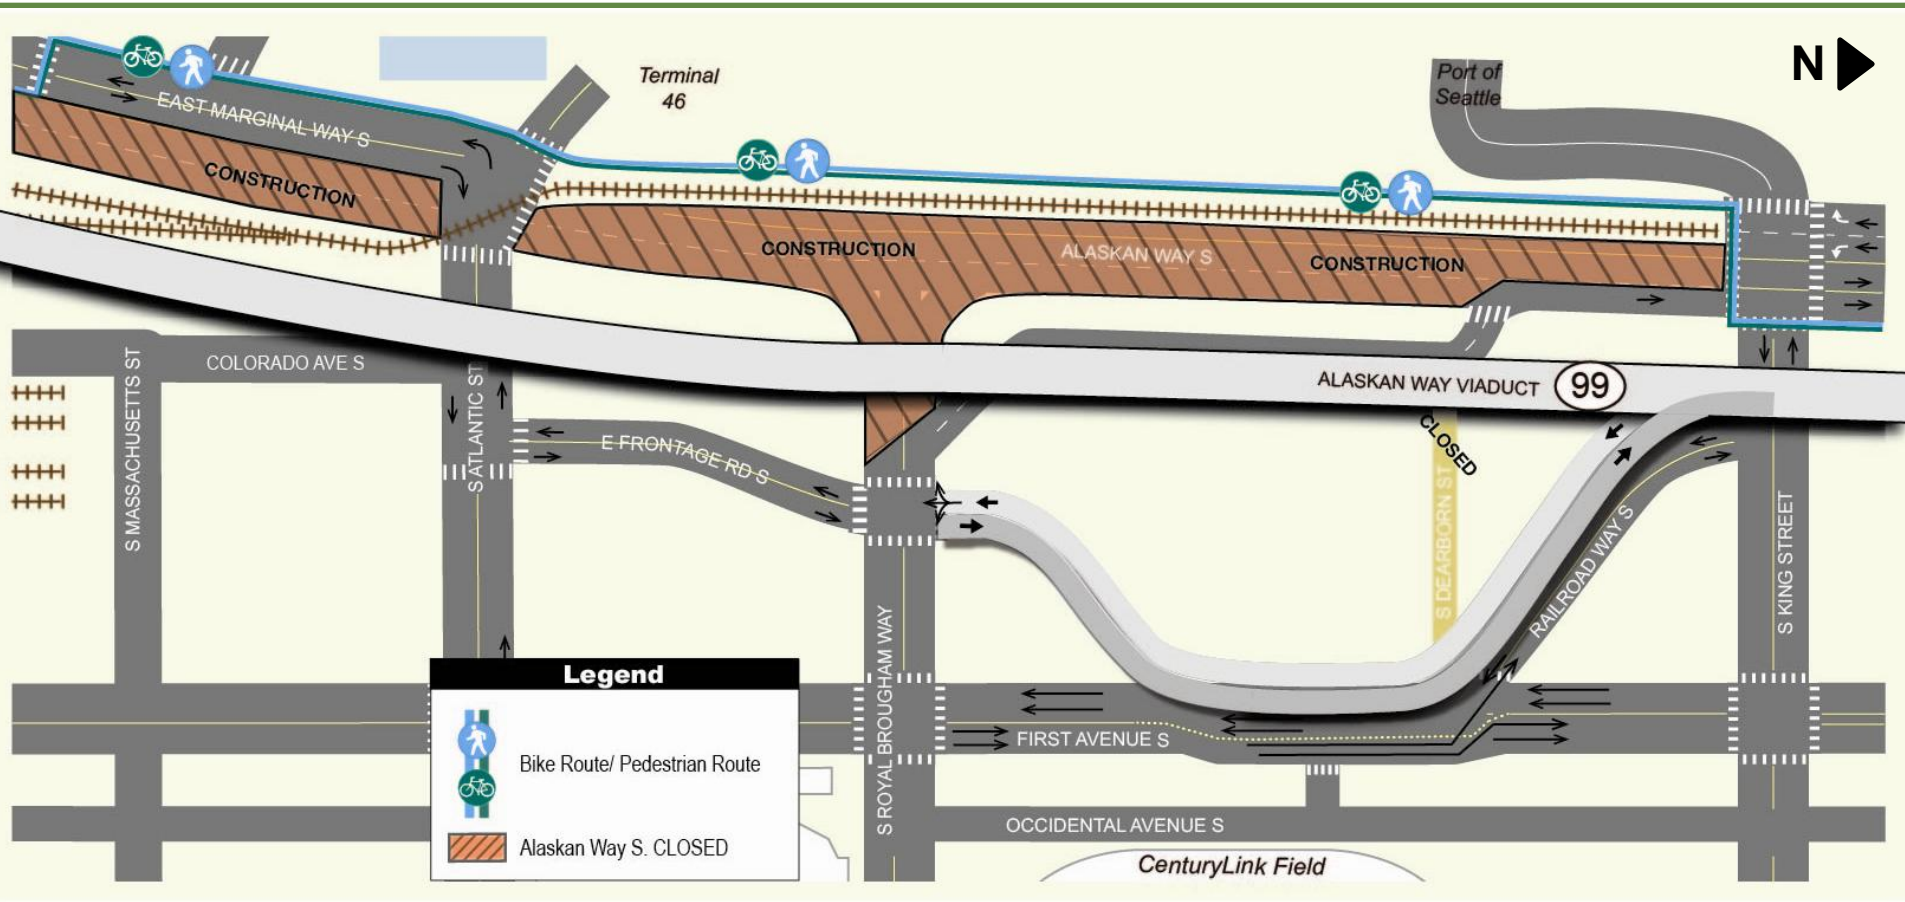 N
Terminal
46
Port of
Seattle
EAST MARGINAL WAY S
CONSTRUCTION
CONSTRUCTION
ALASKAN WAY S
CONSTRUCTION
COLORADO AVE S
S MASSACHUSETTS ST
S ATLANTIC ST
ALASKAN WAY VIADUCT
99
E FRONTAGE RD S
CLOSED
S DEARBORN ST
RAILROAD WAY S
S KING STREET
S ROYAL BROUGHAM WAY
FIRST AVENUE S
OCCIDENTAL AVENUE S
CenturyLink Field
Legend
Bike Route/ Pedestrian Route
Alaskan Way S. CLOSED